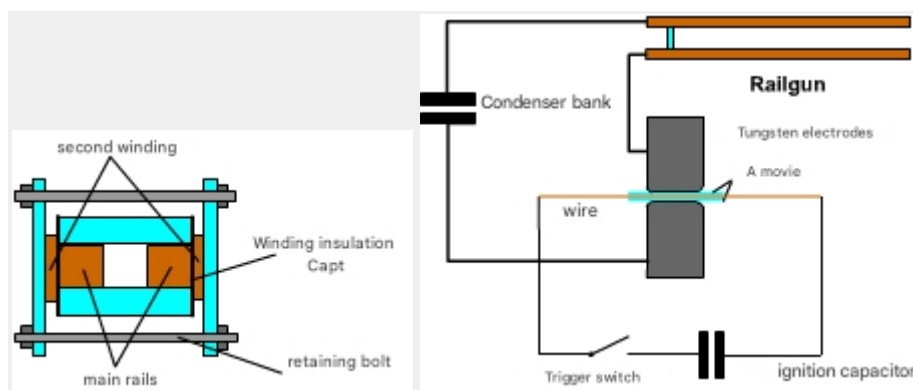 second winding
Winding insulation
Capt
retaining bolt
main rails
Condenser bank
Railgun
Tungsten electrodes
A movie
wire
Trigger switch
ignition capacitor